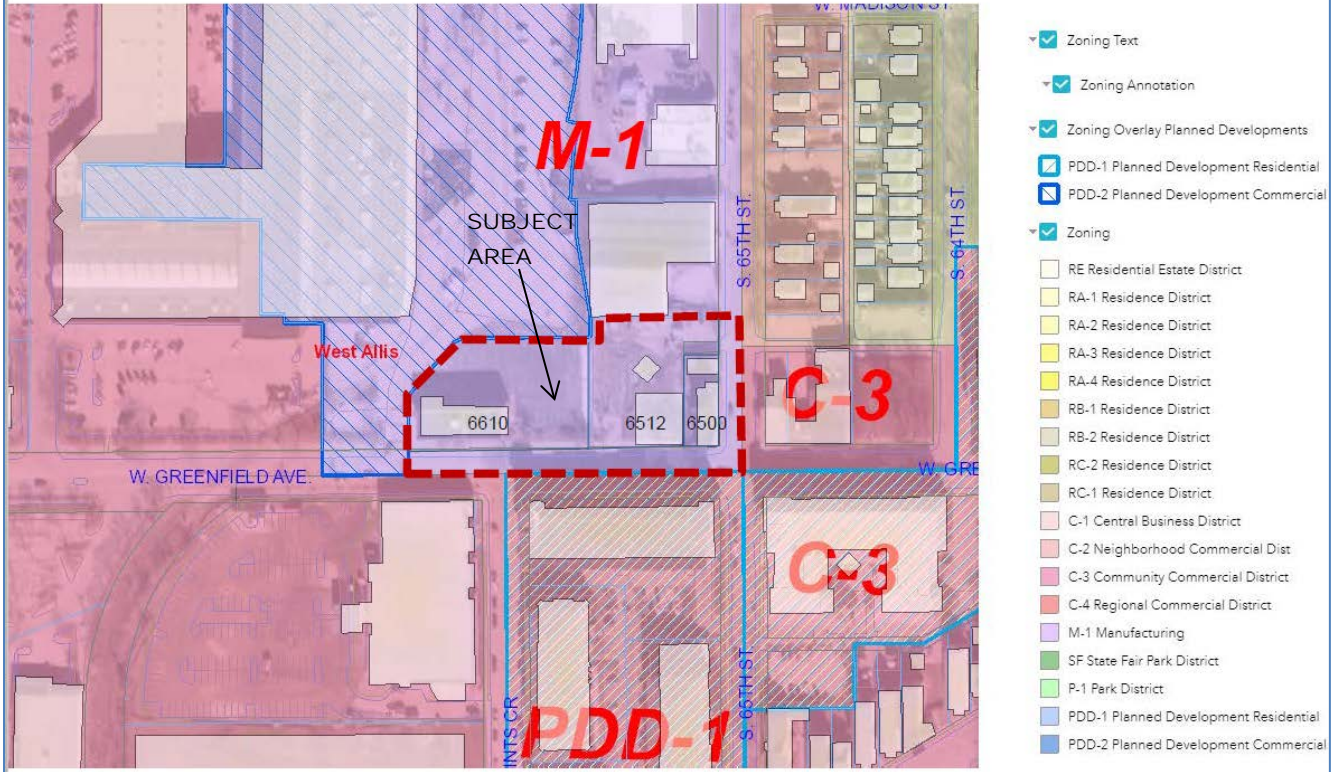 W. MADISON ST.
M-1
SUBJECT
AREA
S. 65TH ST.
S. 64TH ST.
West Allis
C-3
6610
6512
6500
W. GREENFIELD AVE.
W. GRE
C-3
PDD-1
INTS CR
S. 65TH ST.
Zoning Text
Zoning Annotation
Zoning Overlay Planned Developments
PDD-1 Planned Development Residential
PDD-2 Planned Development Commercial
Zoning
RE Residential Estate District
RA-1 Residence District
RA-2 Residence District
RA-3 Residence District
RA-4 Residence District
RB-1 Residence District
RB-2 Residence District
RC-2 Residence District
RC-1 Residence District
C-1 Central Business District
C-2 Neighborhood Commercial Dist
C-3 Community Commercial District
C-4 Regional Commercial District
M-1 Manufacturing
SF State Fair Park District
P-1 Park District
PDD-1 Planned Development Residential
PDD-2 Planned Development Commercial